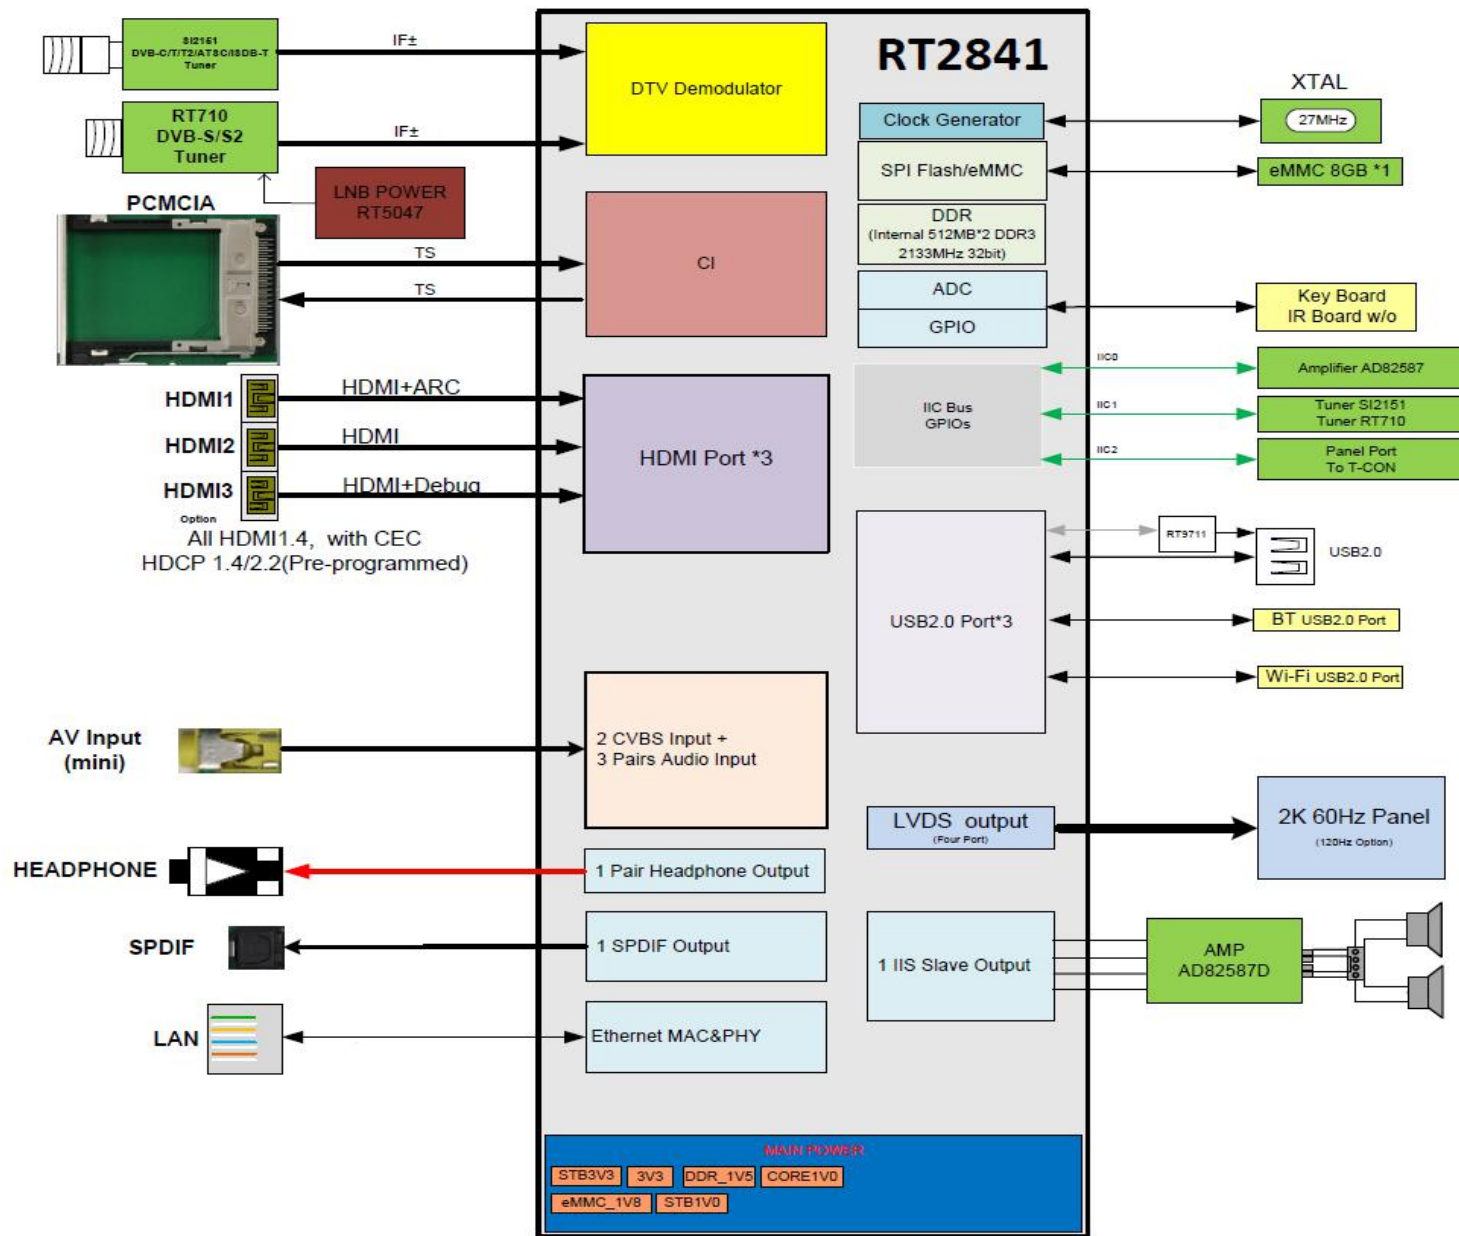 SI2151
DVB-C/T/T2/ATSC/ISDB-T
Tuner
IF±
RT710
DVB-S/S2
Tuner
IF±
LNB POWER
RT5047
PCMCIA
TS
TS
HDMI1
HDMI+ARC
HDMI2
HDMI
HDMI3
HDMI+Debug
Option
All HDMI1.4, with CEC
HDCP 1.4/2.2(Pre-programmed)
AV Input
(mini)
HEADPHONE
SPDIF
LAN
RT2841
DTV Demodulator
CI
HDMI Port *3
2 CVBS Input +
3 Pairs Audio Input
1 Pair Headphone Output
1 SPDIF Output
Ethernet MAC&PHY
Clock Generator
SPI Flash/eMMC
DDR
(Internal 512MB*2 DDR3
2133MHz 32bit)
ADC
GPIO
IIC Bus
GPIOs
USB2.0 Port*3
LVDS output
(Four Port)
1 IIS Slave Output
XTAL
27MHz
eMMC 8GB *1
Key Board
IR Board w/o
IIC0
Amplifier AD82587
IIC1
Tuner SI2151
Tuner RT710
IIC2
Panel Port
To T-CON
RT9711
USB2.0
BT USB2.0 Port
Wi-Fi USB2.0 Port
2K 60Hz Panel
(120Hz Option)
AMP
AD82587D
MAIN POWER
STB3V3
3V3
DDR_1V5
CORE1V0
eMMC_1V8
STB1V0